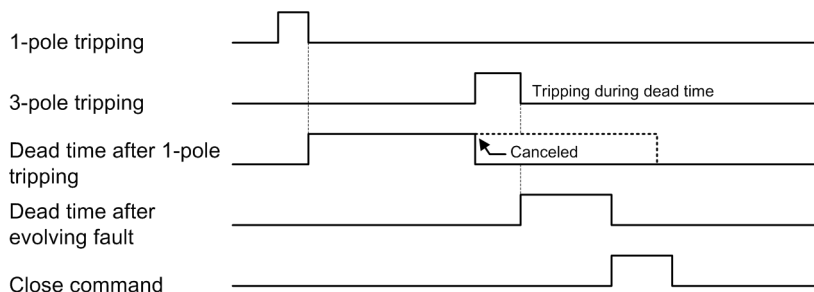 1-pole tripping
3-pole tripping
Tripping during dead time
Dead time after 1-pole
tripping
Canceled
Dead time after
evolving fault
Close command